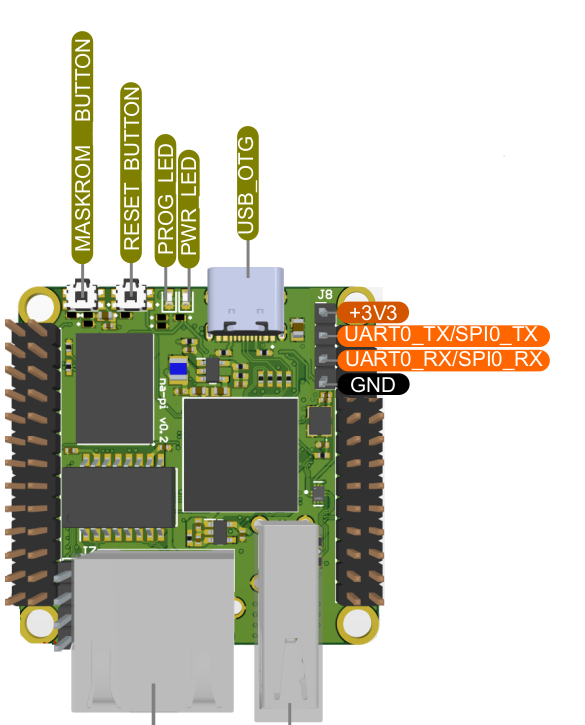 MASKROM BUTTON
RESET BUTTON
PROG LED
PWR LED
USB_OTG
J8
+3V3
UART0_TX/SPI0_TX
UART0_RX/SPI0_RX
GND
na-pi v0.2